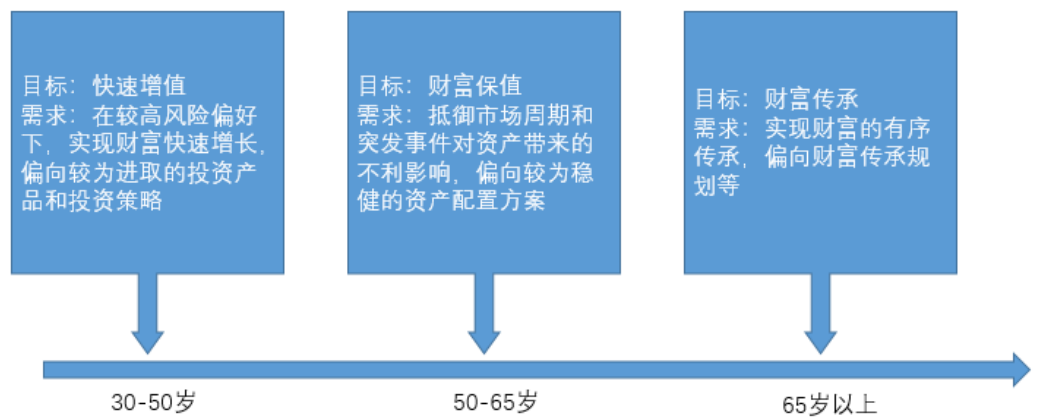 目标：快速增值
需求：在较高风险偏好
下，实现财富快速增长，
偏向较为进取的投资产
品和投资策略
目标：财富保值
需求：抵御市场周期和
突发事件对资产带来的
不利影响，偏向较为稳
健的资产配置方案
目标：财富传承
需求：实现财富的有序
传承，偏向财富传承规
划等
30-50岁
50-65岁
65岁以上